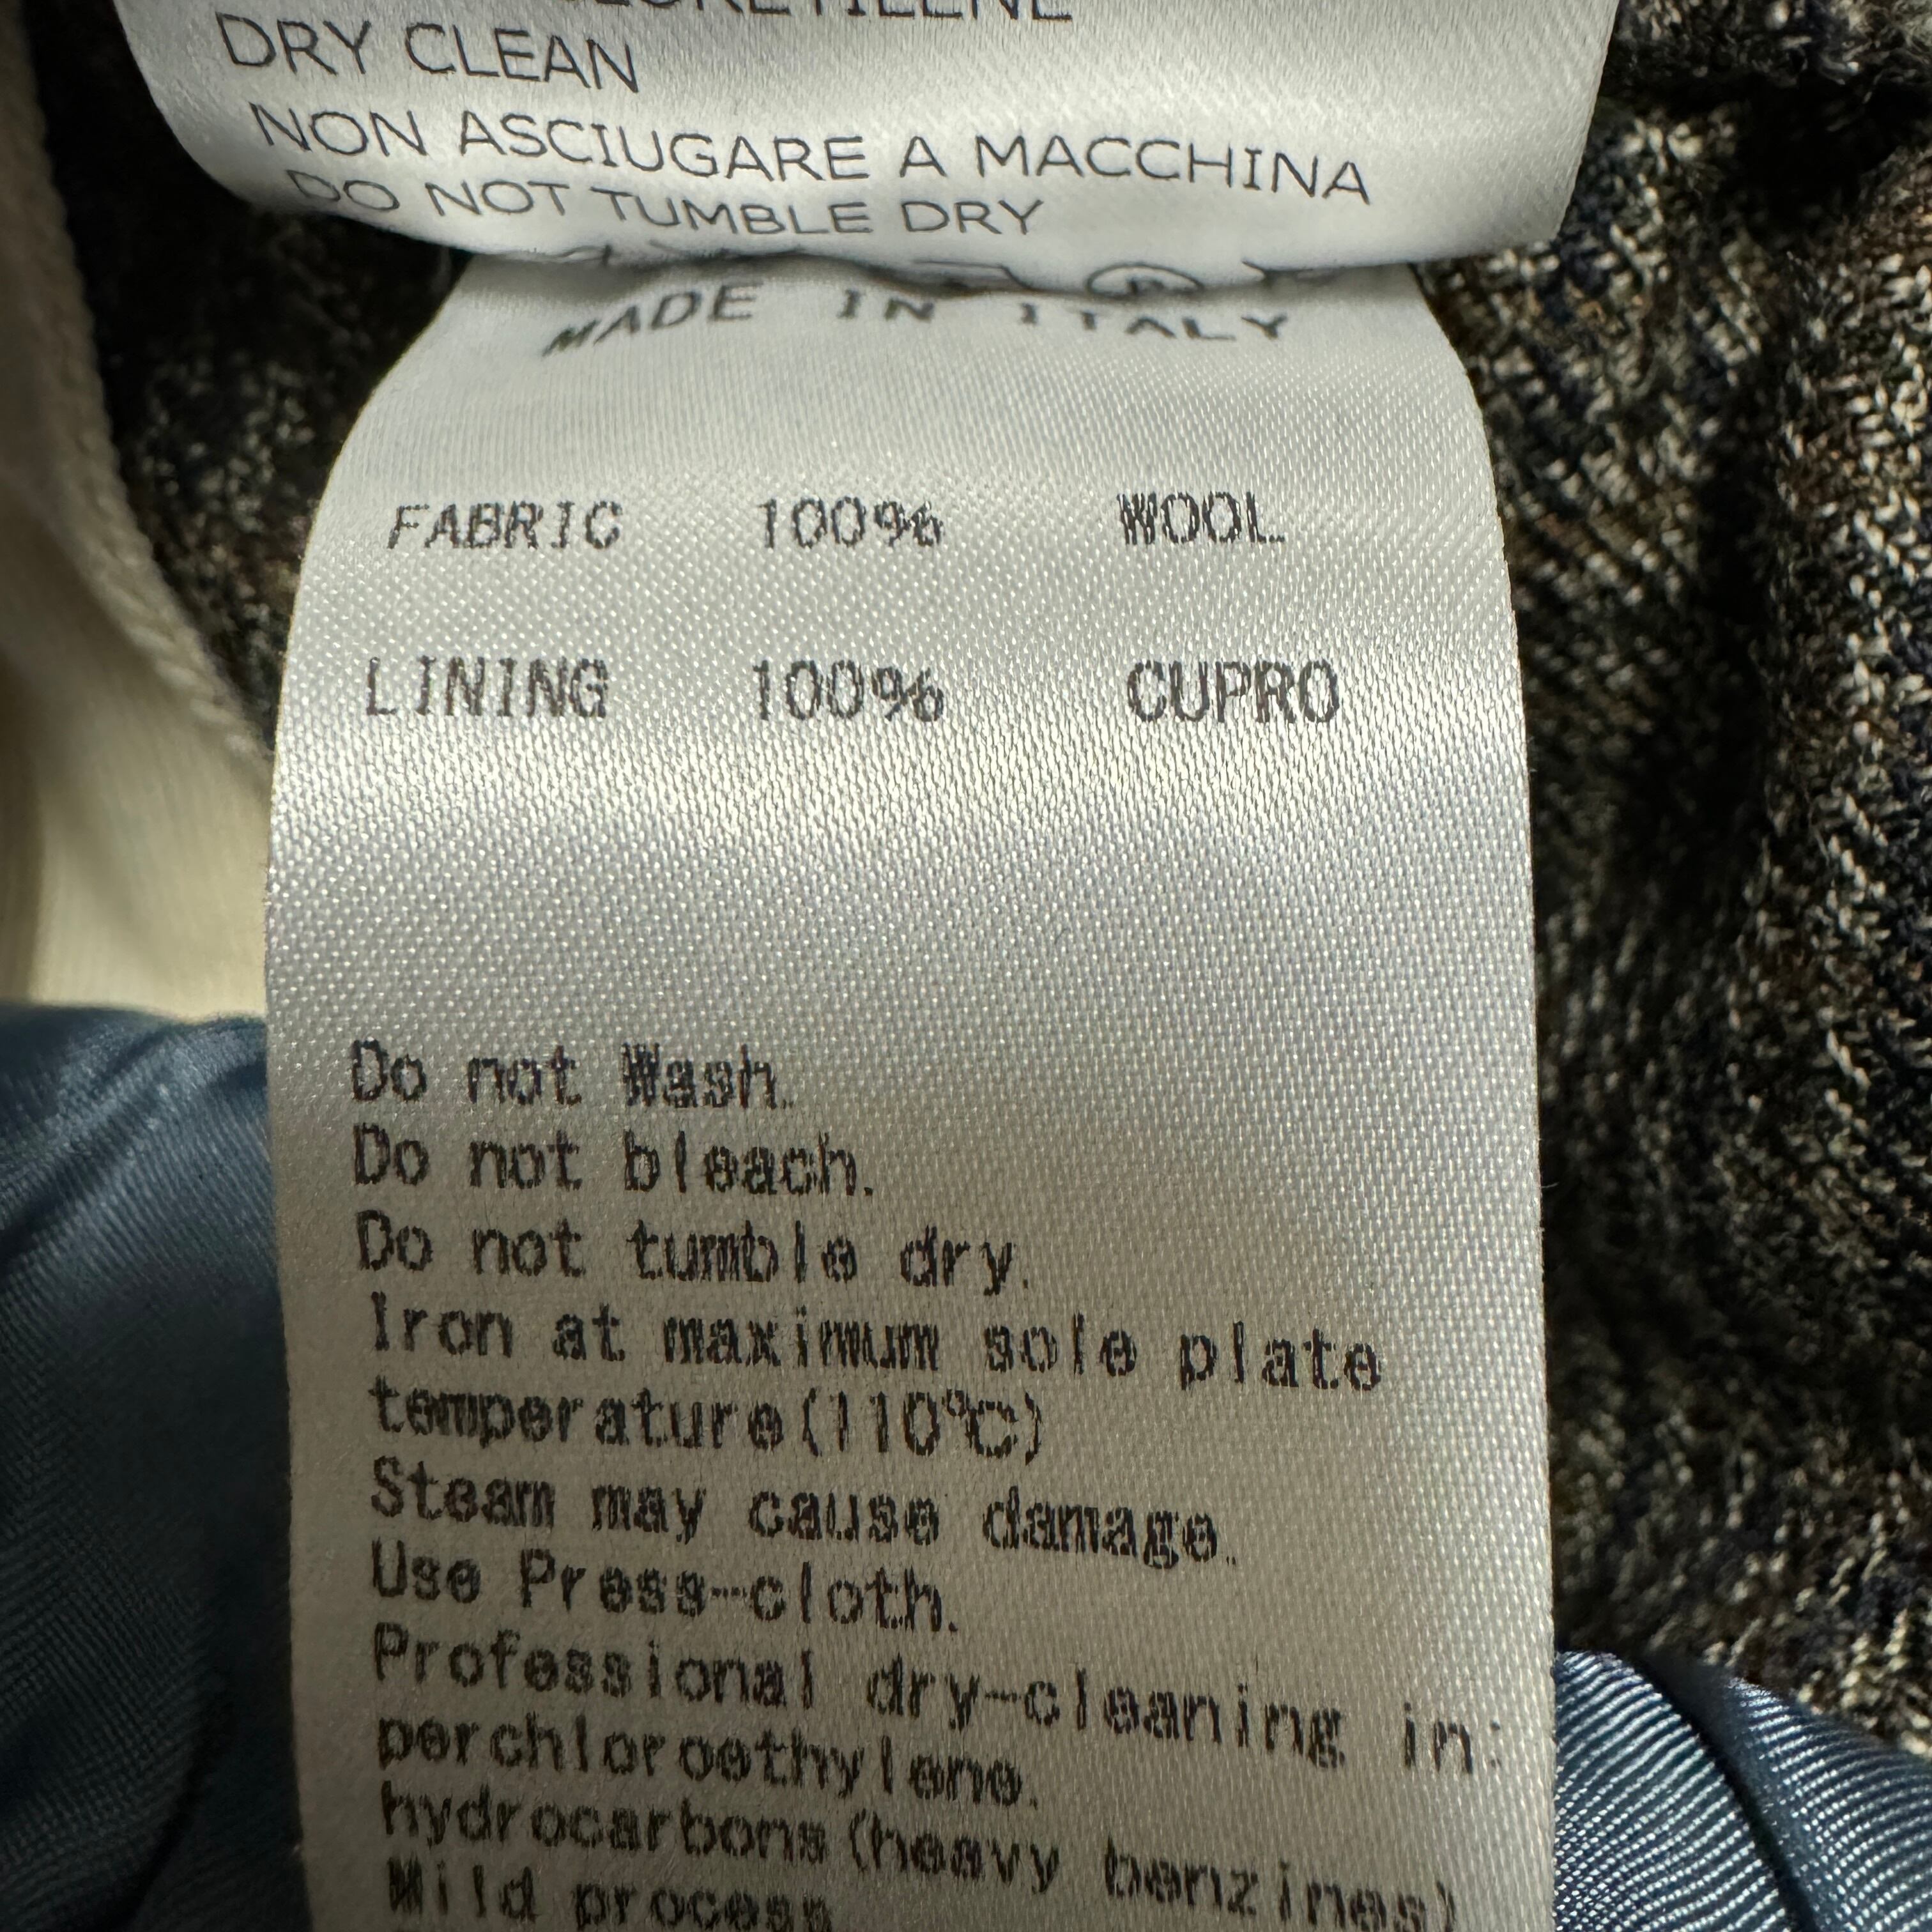 DRY CLEAN
NON ASCIUGARE A MACCHINA
DO NOT TUMBLE DRY
MADE IN ITALY
FABRIC 100% WOOL
LINING 100% CUPRO
Do not Wash.
Do not bleach.
Do not tumble dry.
Iron at maximum sole plate
temperature(110℃)
Steam may cause damage.
Use Press-cloth.
Professional dry-cleaning in:
perchloroethylene.
hydrocarbons(heavy benzines)
Mild process